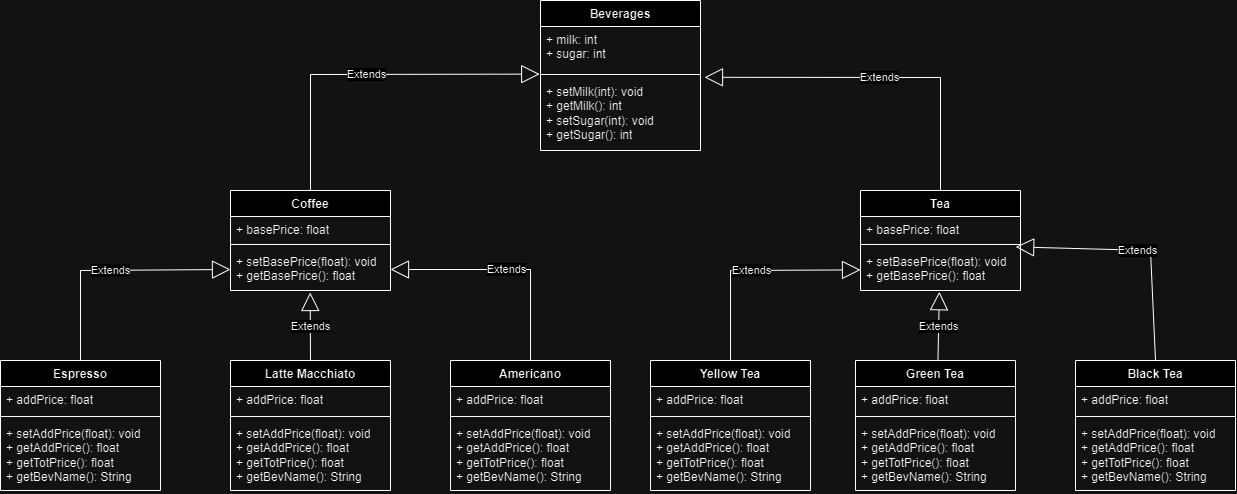 Beverages
+ milk: int
+ sugar: int
+ setMilk(int): void
+ getMilk(): int
+ setSugar(int): void
+ getSugar(): int
Extends
Extends
Coffee
+ basePrice: float
+ setBasePrice(float): void
+ getBasePrice(): float
Tea
+ basePrice: float
+ setBasePrice(float): void
+ getBasePrice(): float
Extends
Extends
Extends
Extends
Extends
Extends
Espresso
+ addPrice: float
+ setAddPrice(float): void
+ getAddPrice(): float
+ getTotPrice(): float
+ getBevName(): String
Latte Macchiato
+ addPrice: float
+ setAddPrice(float): void
+ getAddPrice(): float
+ getTotPrice(): float
+ getBevName(): String
Americano
+ addPrice: float
+ setAddPrice(float): void
+ getAddPrice(): float
+ getTotPrice(): float
+ getBevName(): String
Yellow Tea
+ addPrice: float
+ setAddPrice(float): void
+ getAddPrice(): float
+ getTotPrice(): float
+ getBevName(): String
Green Tea
+ addPrice: float
+ setAddPrice(float): void
+ getAddPrice(): float
+ getTotPrice(): float
+ getBevName(): String
Black Tea
+ addPrice: float
+ setAddPrice(float): void
+ getAddPrice(): float
+ getTotPrice(): float
+ getBevName(): String